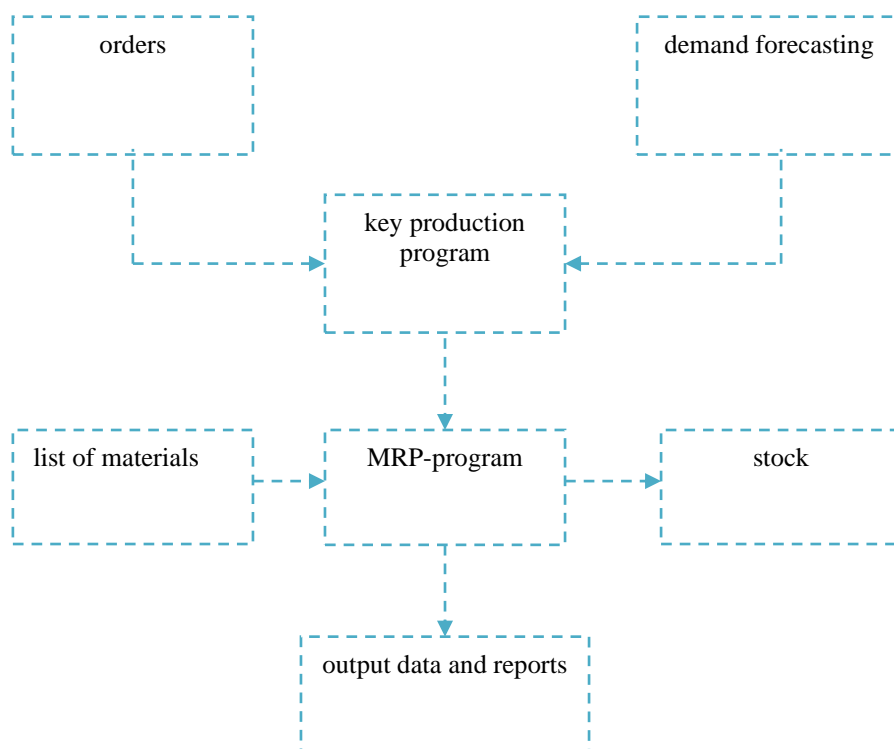 orders
demand forecasting
key production
program
list of materials
MRP-program
stock
output data and reports